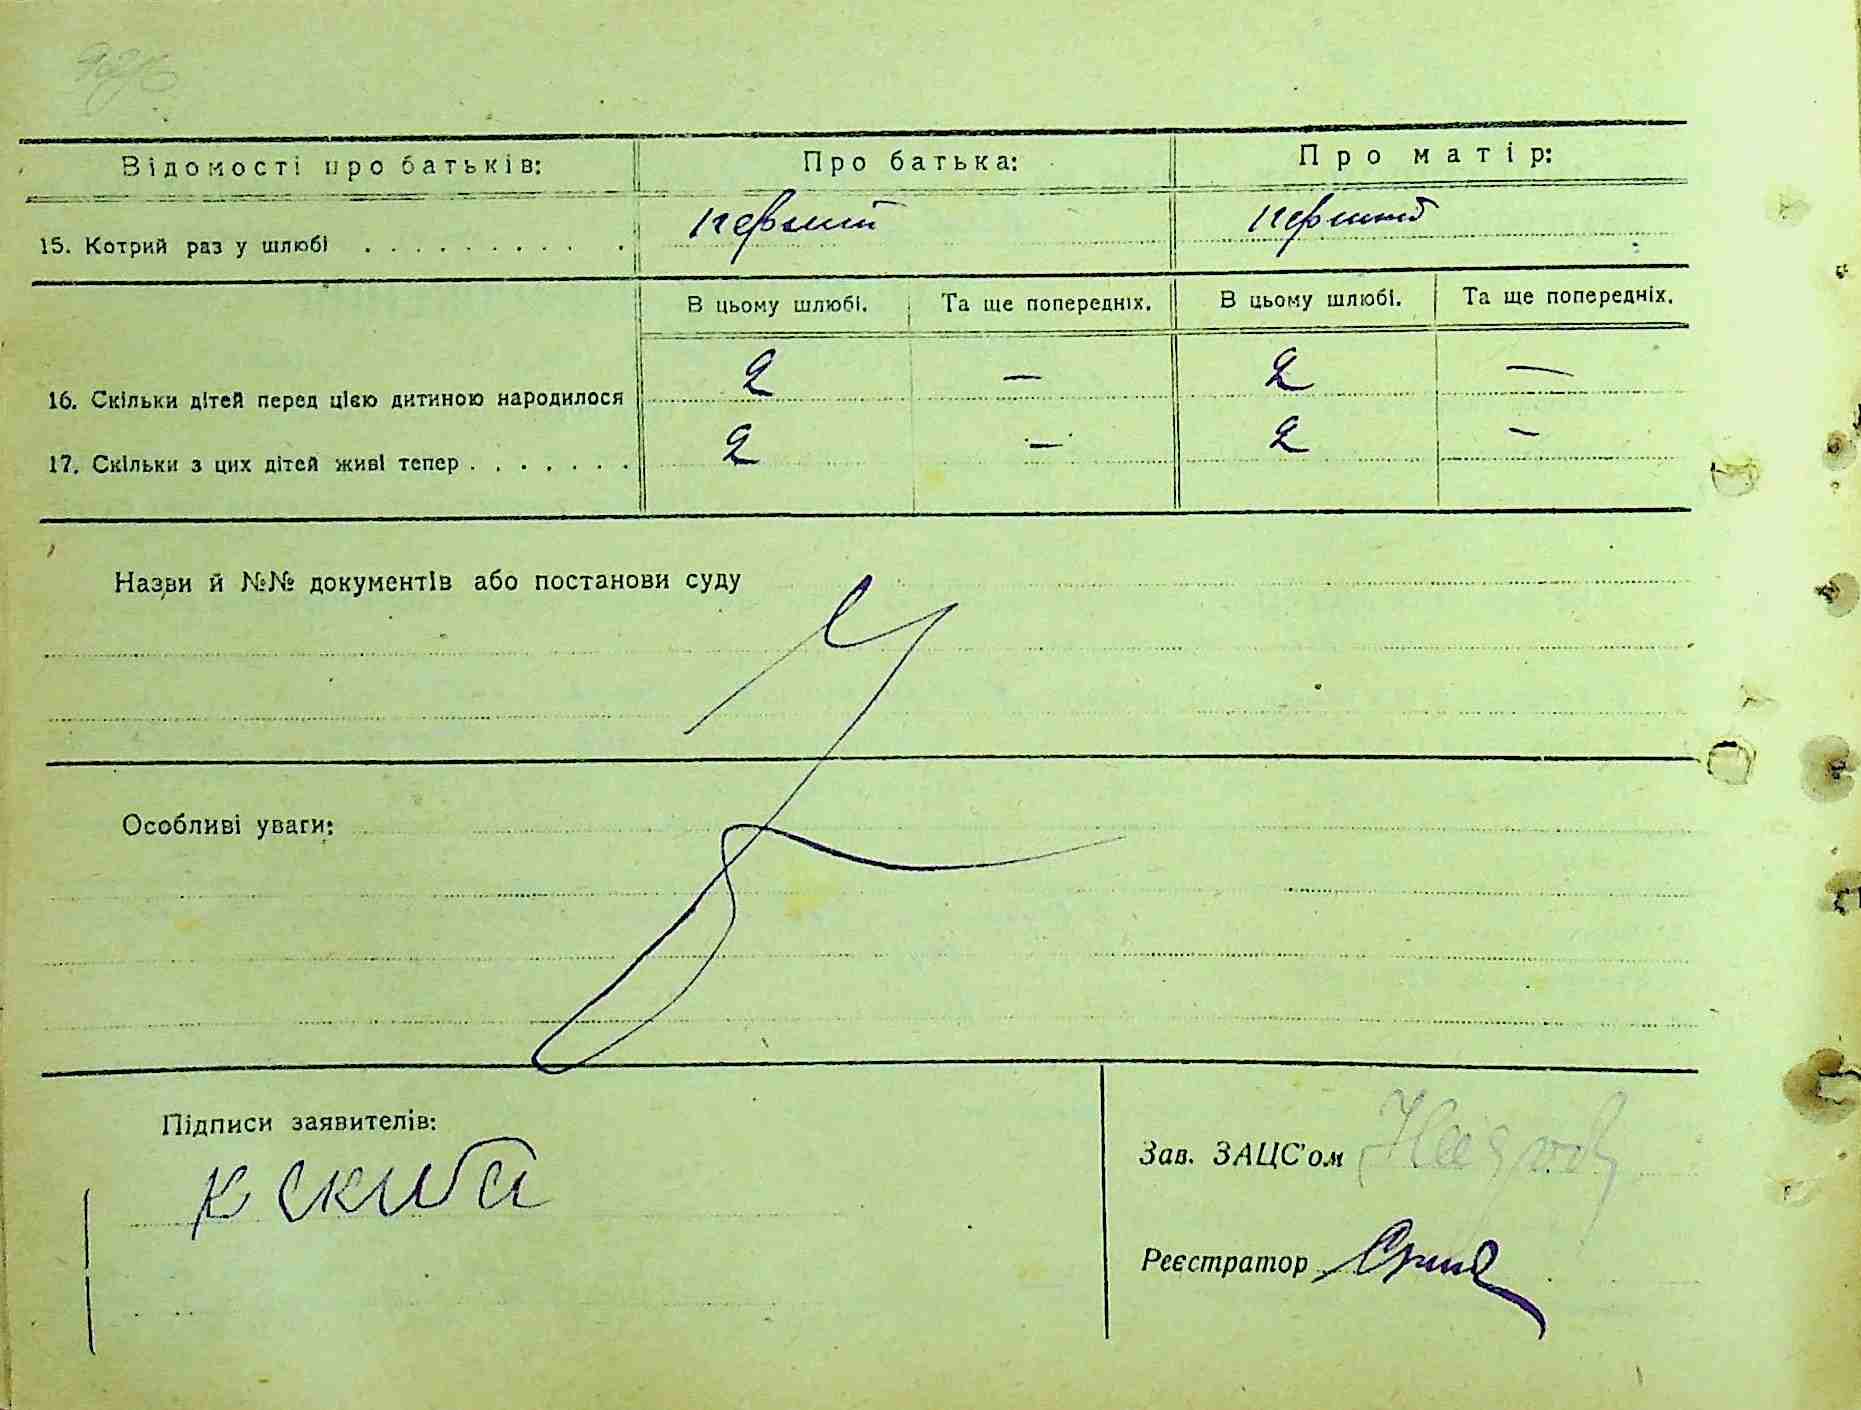 Відомості про батьків: Про батька: Про матір:
15. Котрий раз у шлюбі . . . . . . . . . . . перший перший
В цьому шлюбі. Та ще попередніх. В цьому шлюбі. Та ще попередніх.
16. Скільки дітей перед цією дитиною народилося 2 — 2 —
17. Скільки з цих дітей живі тепер . . . . . . . 2 — 2 —
Назви й №№ документів або постанови суду
Особливі уваги:
Підписи заявителів:
К Скиба
Зав. ЗАЦС'ом
Реєстратор